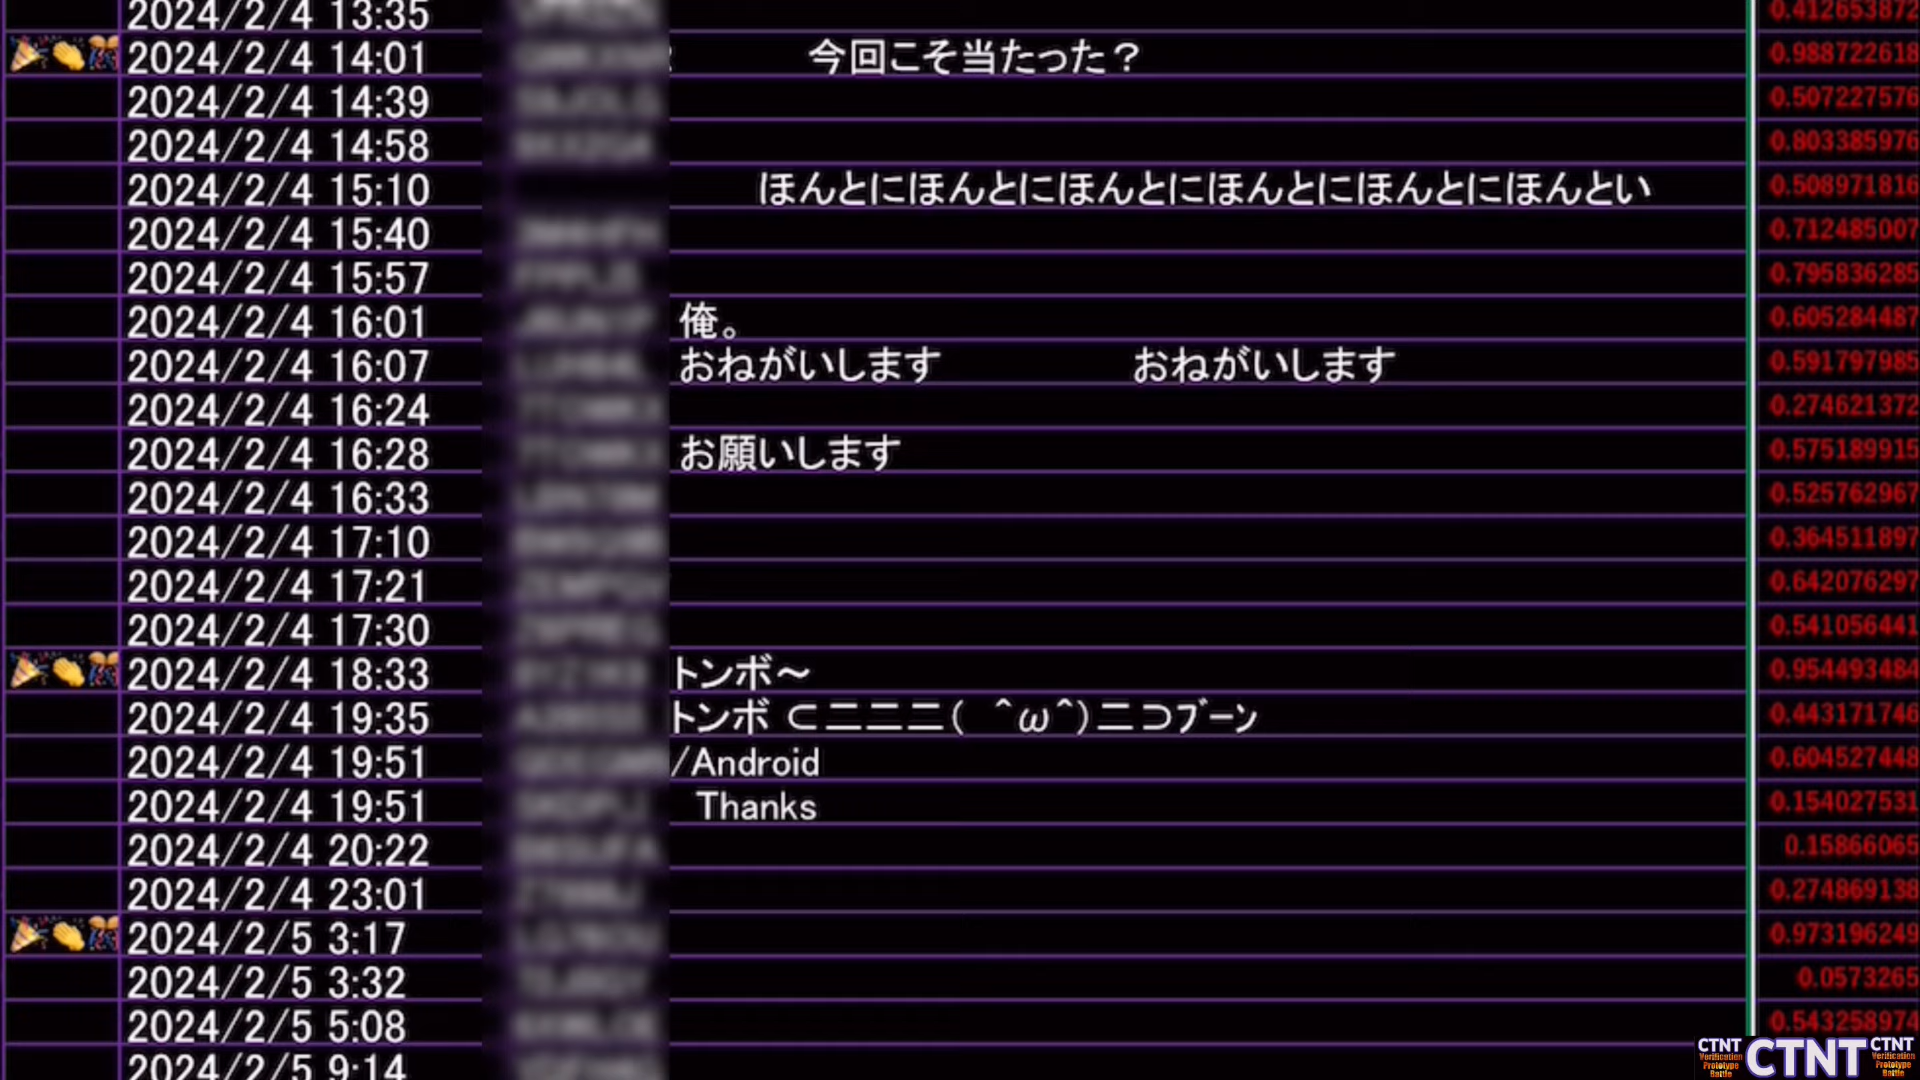 2024/2/4 13:35 0.412653872
2024/2/4 14:01 今回こそ当たった？ 0.988722618
2024/2/4 14:39 0.507227576
2024/2/4 14:58 0.803385976
2024/2/4 15:10 ほんとにほんとにほんとにほんとにほんとにほんとい 0.508971816
2024/2/4 15:40 0.712485007
2024/2/4 15:57 0.795836285
2024/2/4 16:01 俺。 0.605284487
2024/2/4 16:07 おねがいします おねがいします 0.591797985
2024/2/4 16:24 0.274621372
2024/2/4 16:28 お願いします 0.575189915
2024/2/4 16:33 0.525762967
2024/2/4 17:10 0.364511897
2024/2/4 17:21 0.642076297
2024/2/4 17:30 0.541056441
2024/2/4 18:33 トンボ～ 0.954493484
2024/2/4 19:35 トンボ ⊂二二二( ＾ω＾)二⊃ﾌﾞｰﾝ 0.443171746
2024/2/4 19:51 /Android 0.604527448
2024/2/4 19:51 Thanks 0.154027531
2024/2/4 20:22 0.15866065
2024/2/4 23:01 0.274869138
2024/2/5 3:17 0.973196249
2024/2/5 3:32 0.0573265
2024/2/5 5:08 0.543258974
2024/2/5 9:14
CTNT Verification Prototype Battle CTNT CTNT Verification Prototype Battle